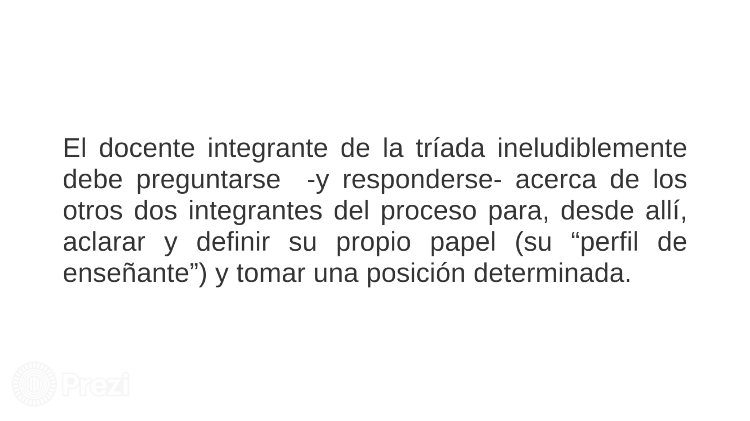 El docente integrante de la tríada ineludiblemente
debe preguntarse -y responderse- acerca de los
otros dos integrantes del proceso para, desde allí,
aclarar y definir su propio papel (su “perfil de
enseñante”) y tomar una posición determinada.
Prezi